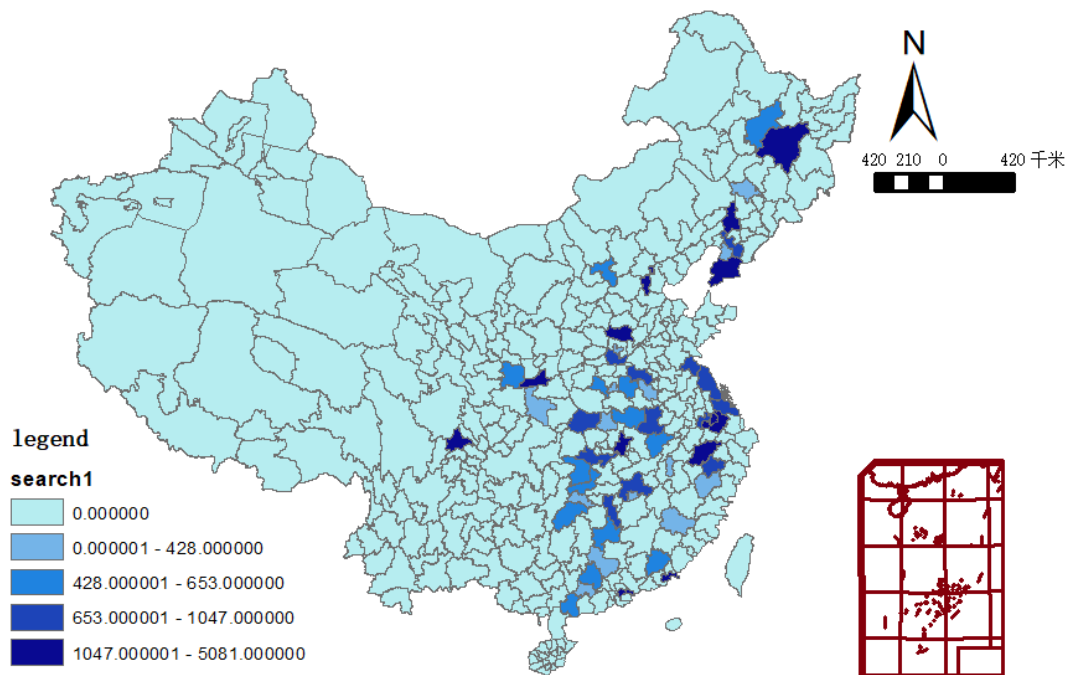 N
420 210 0 420 千米
legend
search1
0.000000
0.000001 - 428.000000
428.000001 - 653.000000
653.000001 - 1047.000000
1047.000001 - 5081.000000